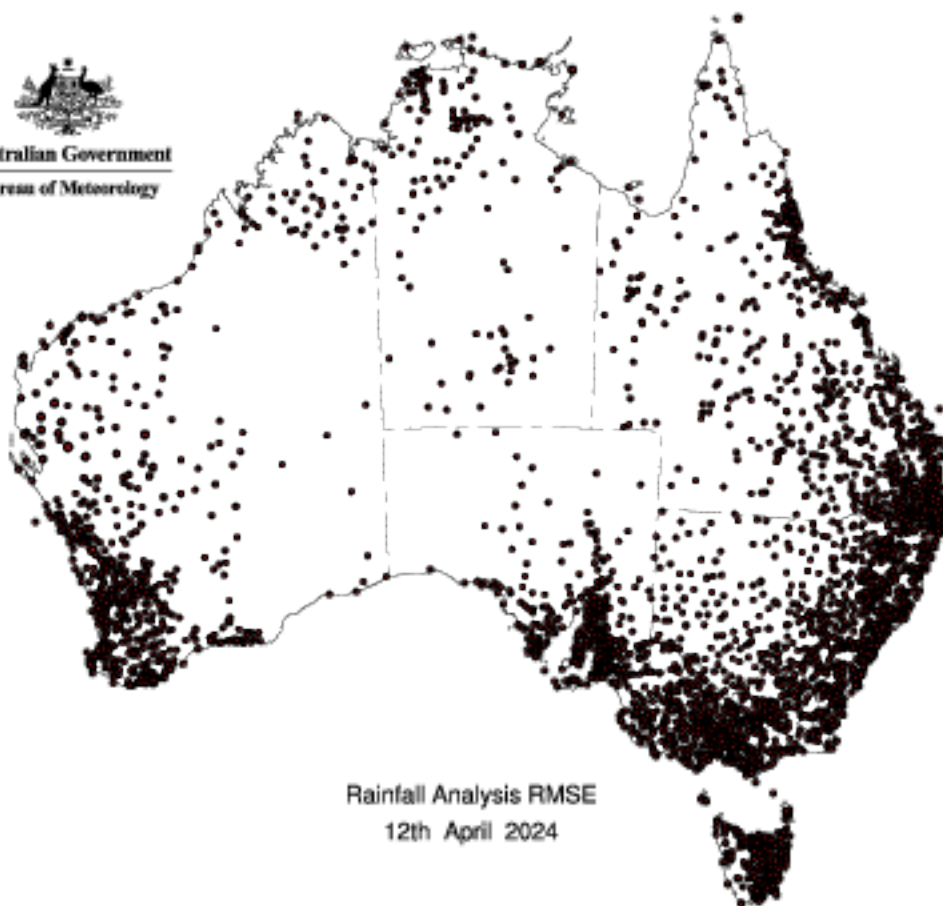 tralian Government
reau of Meteorology
Rainfall Analysis RMSE
12th April 2024